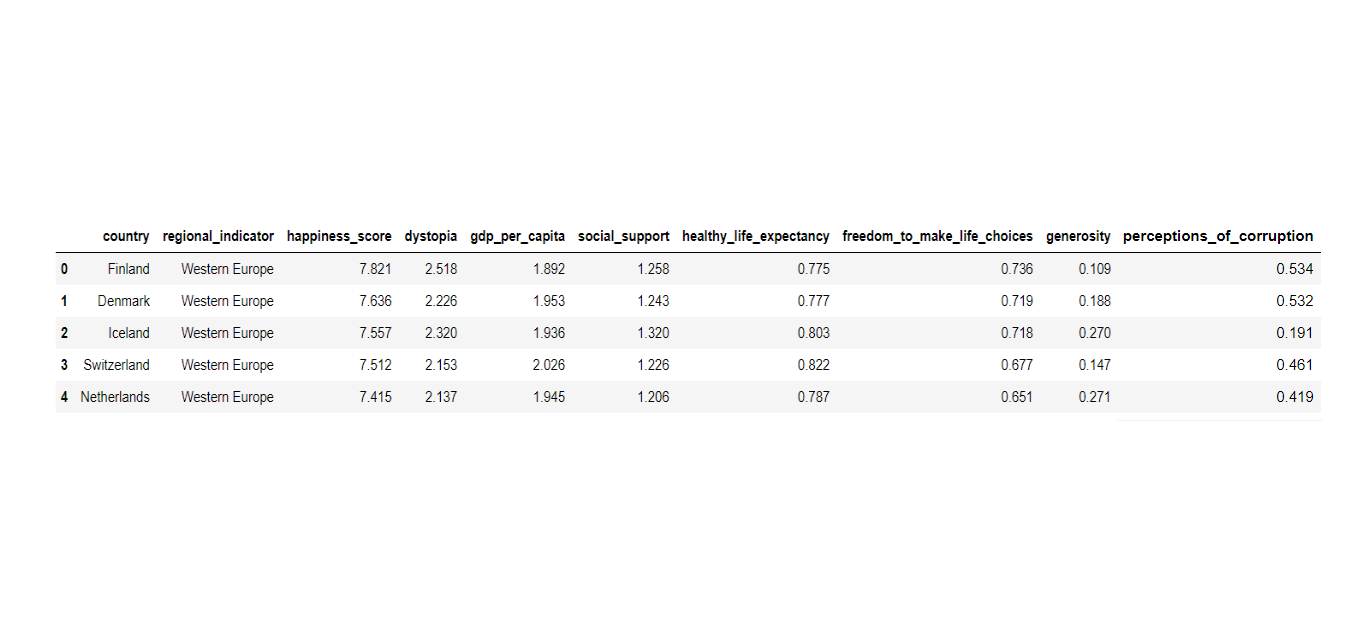 country regional_indicator happiness_score dystopia gdp_per_capita social_support healthy_life_expectancy freedom_to_make_life_choices generosity perceptions_of_corruption
0 Finland Western Europe 7.821 2.518 1.892 1.258 0.775 0.736 0.109 0.534
1 Denmark Western Europe 7.636 2.226 1.953 1.243 0.777 0.719 0.188 0.532
2 Iceland Western Europe 7.557 2.320 1.936 1.320 0.803 0.718 0.270 0.191
3 Switzerland Western Europe 7.512 2.153 2.026 1.226 0.822 0.677 0.147 0.461
4 Netherlands Western Europe 7.415 2.137 1.945 1.206 0.787 0.651 0.271 0.419